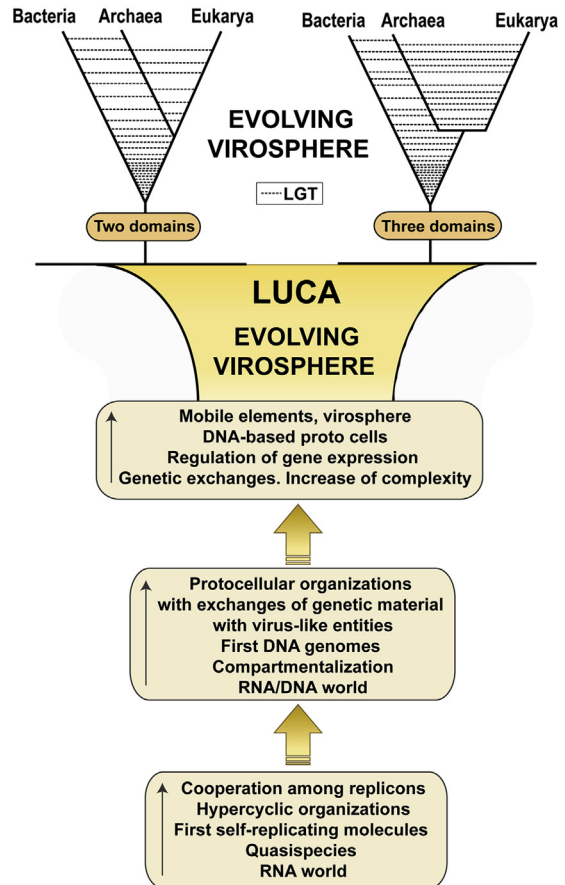 Bacteria Archaea Eukarya
Bacteria Archaea Eukarya
EVOLVING
VIROSPHERE
LGT
Two domains
Three domains
LUCA
EVOLVING
VIROSPHERE
Mobile elements, virosphere
DNA-based proto cells
Regulation of gene expression
Genetic exchanges. Increase of complexity
Protocellular organizations
with exchanges of genetic material
with virus-like entities
First DNA genomes
Compartmentalization
RNA/DNA world
Cooperation among replicons
Hypercyclic organizations
First self-replicating molecules
Quasispecies
RNA world